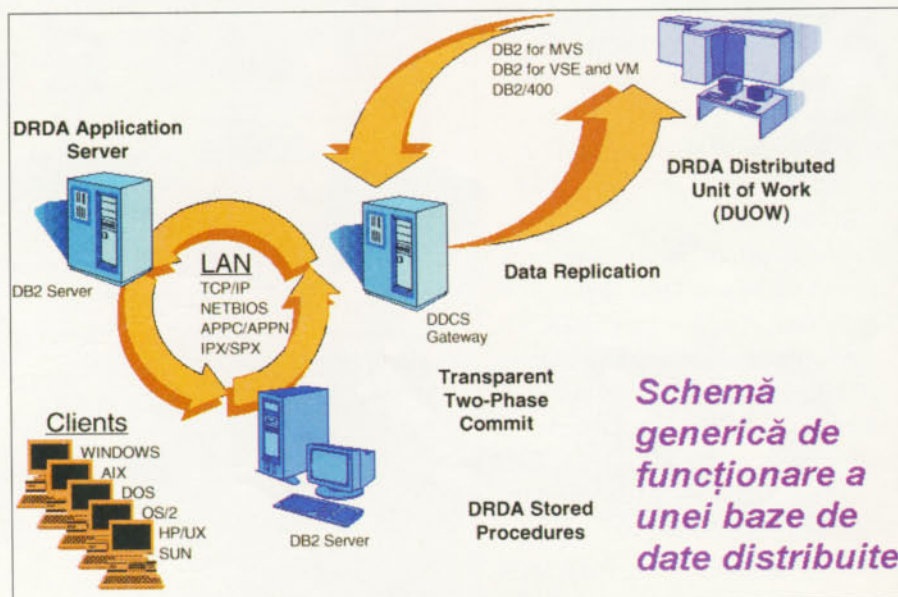 DB2 for MVS
DB2 for VSE and VM
DB2/400
DRDA Application
Server
DRDA Distributed
Unit of Work
(DUOW)
LAN
TCP/IP
NETBIOS
APPC/APPN
IPX/SPX
DB2 Server
Data Replication
DDCS
Gateway
Transparent
Two-Phase
Commit
Clients
WINDOWS
AIX
DOS
OS/2
HP/UX
SUN
DB2 Server
DRDA Stored
Procedures
Schemă
generică de
funcționare a
unei baze de
date distribuite